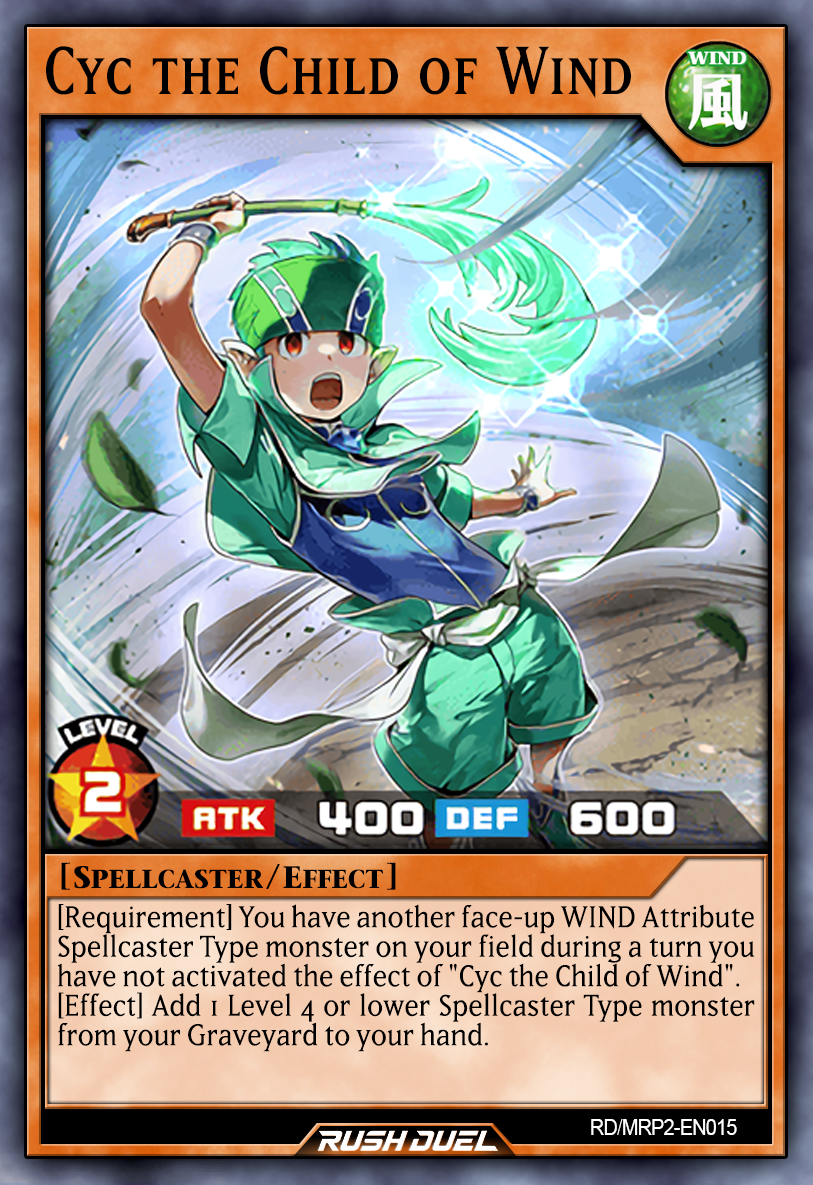 Cyc the Child of Wind
WIND
風
LEVEL
2
ATK 400 DEF 600
[Spellcaster/Effect]
[Requirement] You have another face-up WIND Attribute
Spellcaster Type monster on your field during a turn you
have not activated the effect of "Cyc the Child of Wind".
[Effect] Add 1 Level 4 or lower Spellcaster Type monster
from your Graveyard to your hand.
RD/MRP2-EN015
RUSH DUEL